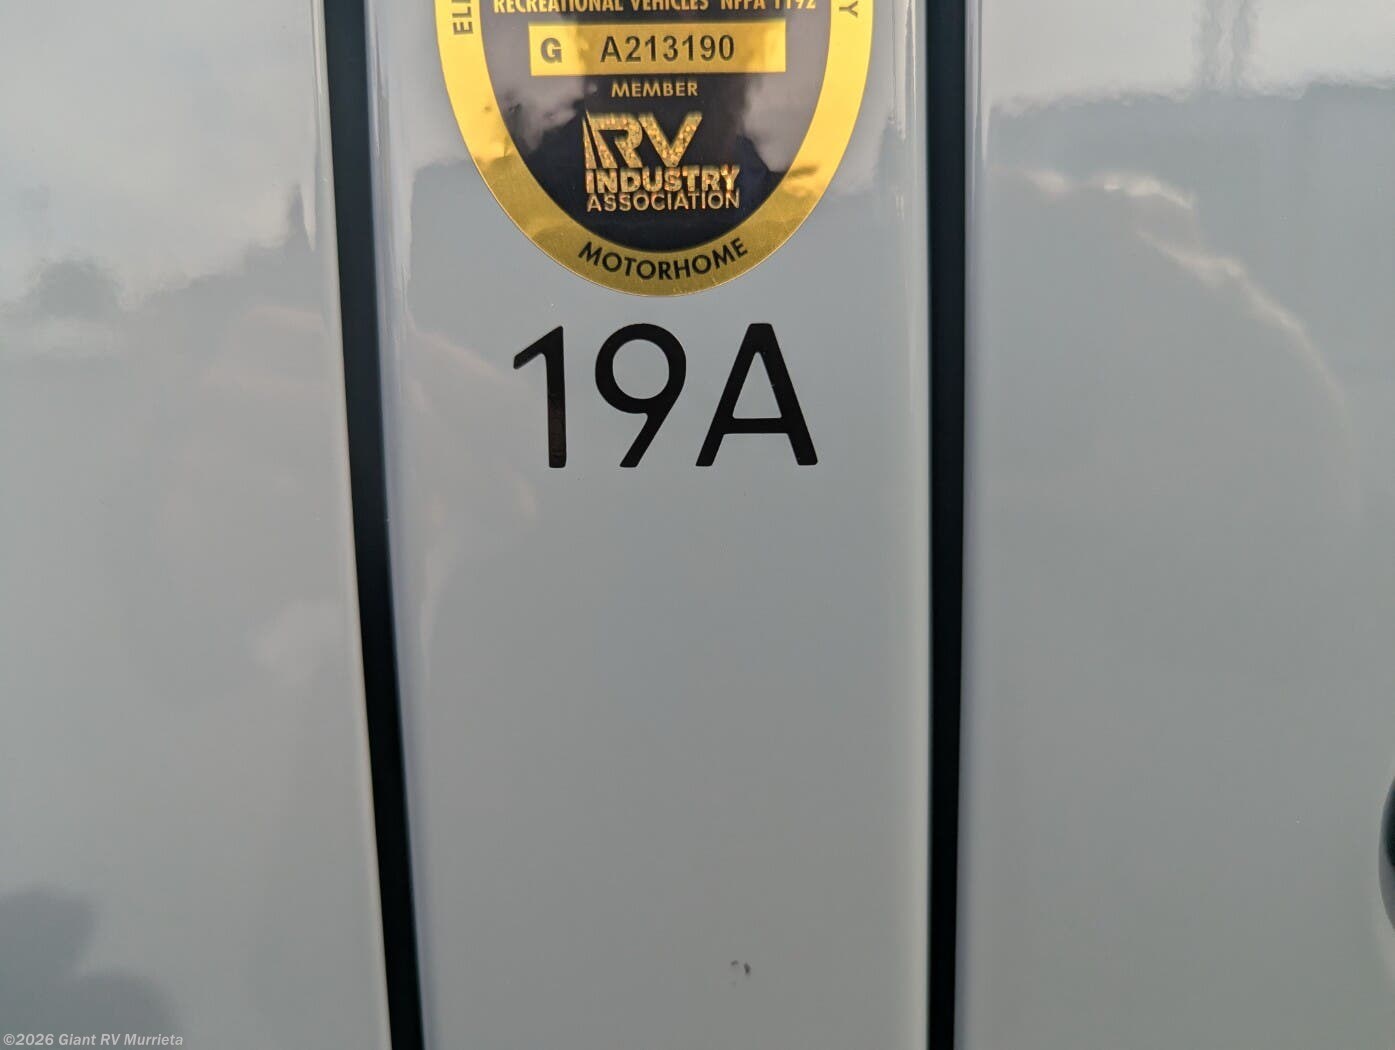 RECREATIONAL VEHICLES NFPA 1192
G A213190
MEMBER
RV
INDUSTRY
ASSOCIATION
MOTORHOME
19A
©2026 Giant RV Murrieta